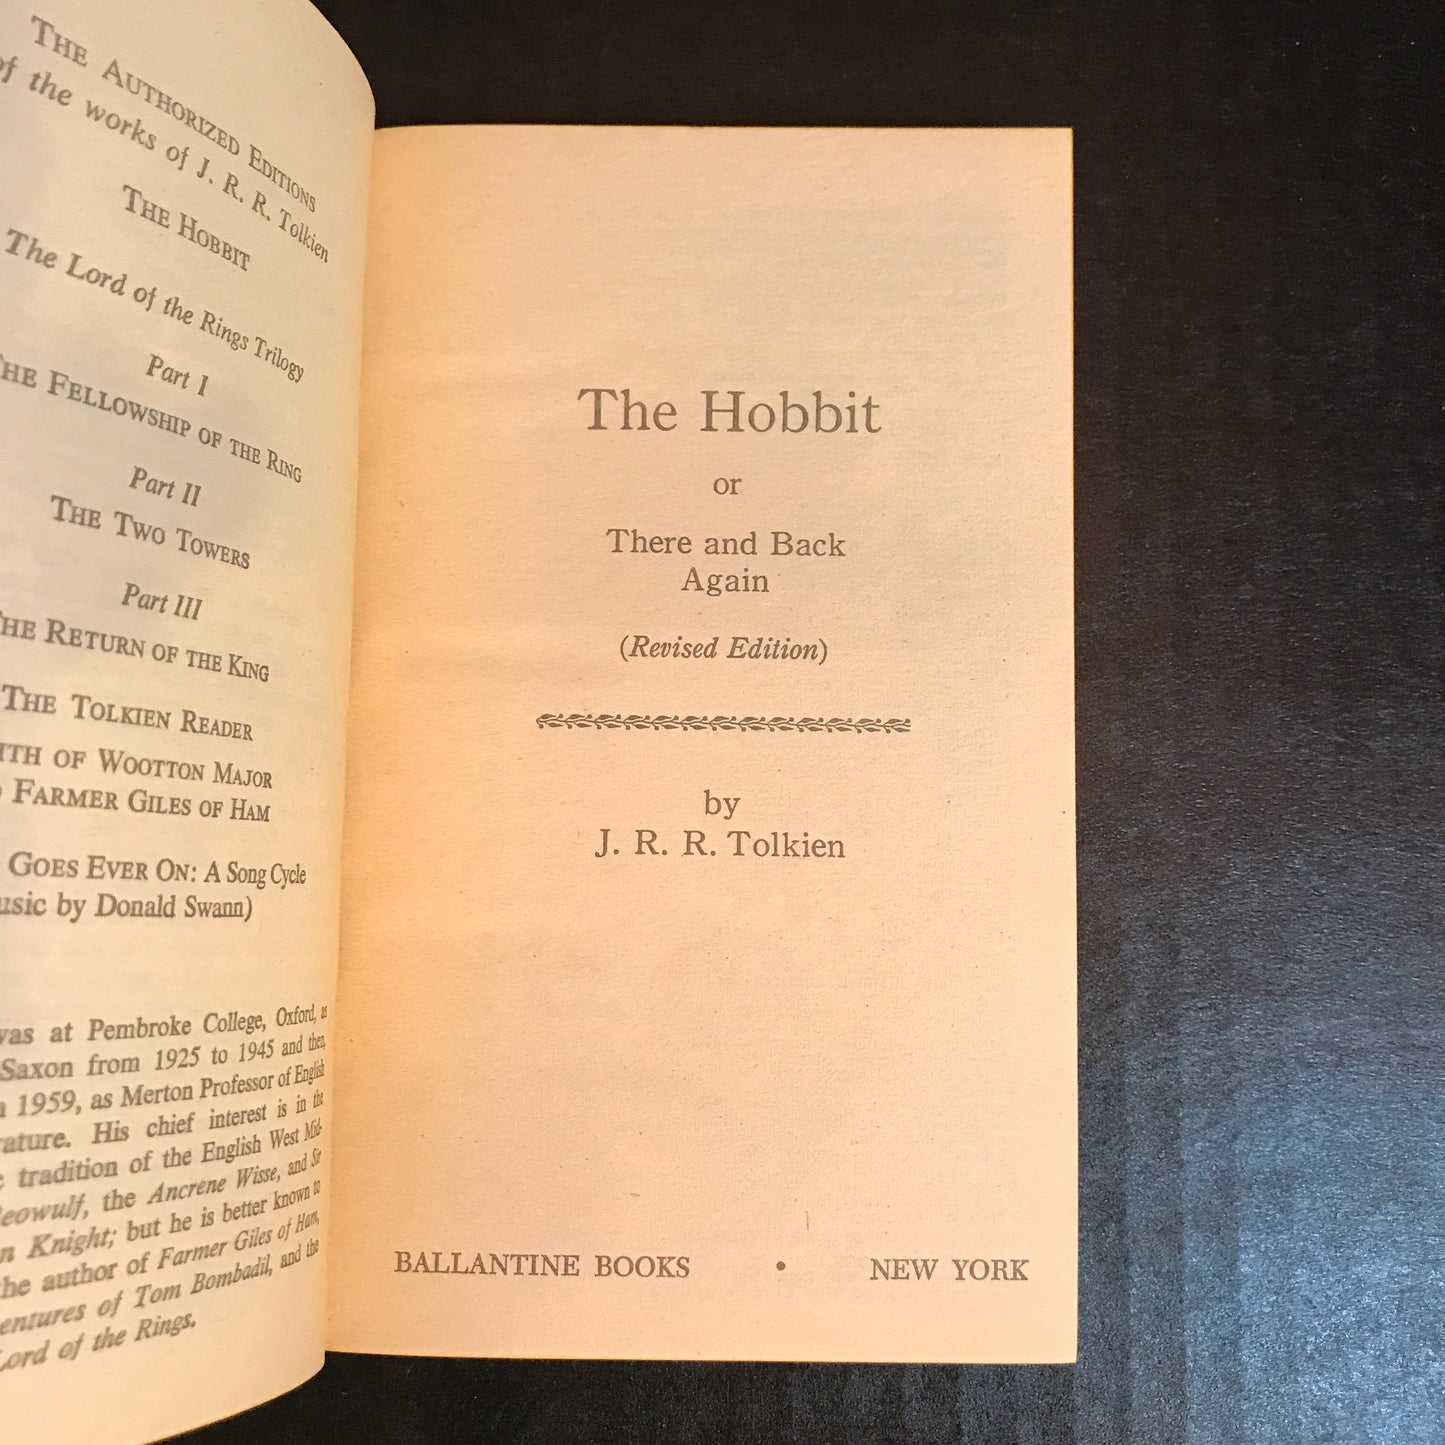 THE AUTHORIZED EDITIONS
of the works of J. R. R. Tolkien
THE HOBBIT
The Lord of the Rings Trilogy
Part I
THE FELLOWSHIP OF THE RING
Part II
THE TWO TOWERS
Part III
THE RETURN OF THE KING
THE TOLKIEN READER
OF WOOTTON MAJOR
FARMER GILES OF HAM
GOES EVER ON: A Song Cycle
by Donald Swann)
was at Pembroke College, Oxford, as
Saxon from 1925 to 1945 and then,
1959, as Merton Professor of English
His chief interest is in the
tradition of the English West Mid-
Beowulf, the Ancrene Wisse, and Sir
Knight; but he is better known to
the author of Farmer Giles of Ham,
of Tom Bombadil, and the
Lord of the Rings.
The Hobbit
or
There and Back
Again
(Revised Edition)
by
J. R. R. Tolkien
BALLANTINE BOOKS • NEW YORK